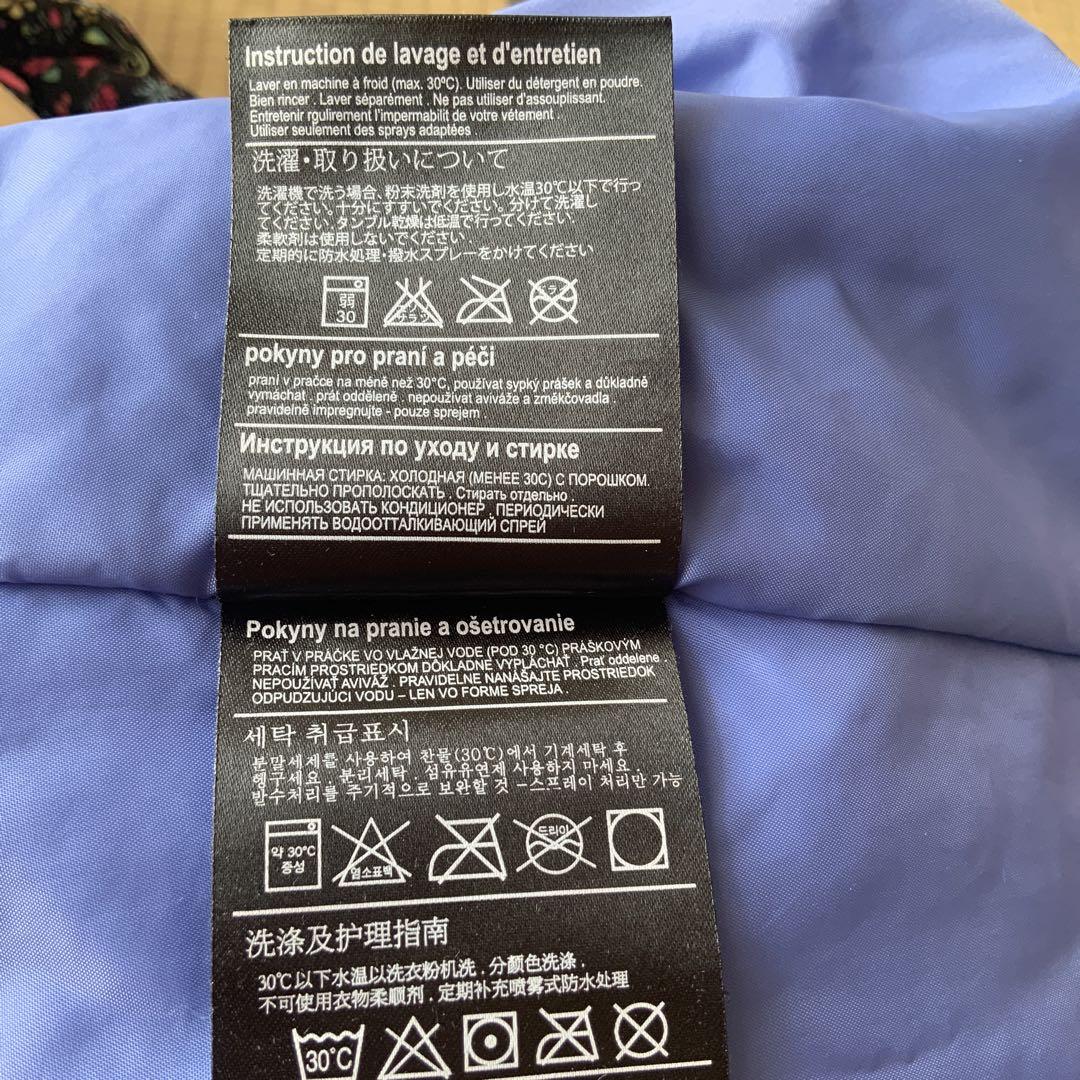 Instruction de lavage et d'entretien
Laver en machine à froid (max. 30ºC). Utiliser du détergent en poudre.
Bien rincer . Laver séparément . Ne pas utiliser d'assouplissant.
Entretenir rgulirement l'impermabilit de votre vétement .
Utiliser seulement des sprays adaptées
洗濯・取り扱いについて
洗濯機で洗う場合、粉末洗剤を使用し水温30℃以下で行っ
てください。十分にすすいでください。分けて洗濯し
てください. タンブル乾燥は低温で行ってください
柔軟剤は使用しないでください .
定期的に防水処理・撥水スプレーをかけてください
弱
30
エンソ
サラシ
ドライ
pokyny pro praní a péči
praní v pračce na méně než 30°C, použivat sypký prášek a důkladně
vymáchat . prát odděleně . nepoužívat aviváže a změkčovadla .
pravidelně impregnujte - pouze sprejem .
Инструкция по уходу и стирке
МАШИННАЯ СТИРКА: ХОЛОДНАЯ (МЕНЕЕ 30С) С ПОРОШКОМ.
ТЩАТЕЛЬНО ПРОПОЛОСКАТЬ . Стирать отдельно .
НЕ ИСПОЛЬЗОВАТЬ КОНДИЦИОНЕР . ПЕРИОДИЧЕСКИ
ПРИМЕНЯТЬ ВОДООТТАЛКИВАЮЩИЙ СПРЕЙ
Pokyny na pranie a ošetrovanie
PRAŤ V PRÁČKE VO VLAŽNEJ VODE (POD 30 °C) PRÁŠKOVÝM
PRACÍM PROSTRIEDKOM DÔKLADNE VYPLÁCHAŤ . Prať oddelene .
NEPOUŽÍVAŤ AVIVÁŽ . PRAVIDELNE NANÁŠAJTE PROSTRIEDOK
ODPUDZUJÚCI VODU – LEN VO FORME SPREJA
세탁 취급표시
분말세제를 사용하여 찬물(30℃)에서 기계세탁 후
헹구세요 . 분리세탁 . 섬유유연제 사용하지 마세요 .
발수처리를 주기적으로 보완할 것 –스프레이 처리만 가능
약 30℃
중성
염소표백
드라이
洗涤及护理指南
30℃以下水温以洗衣粉机洗 . 分颜色洗涤 .
不可使用衣物柔顺剂 . 定期补充喷雾式防水处理
30℃